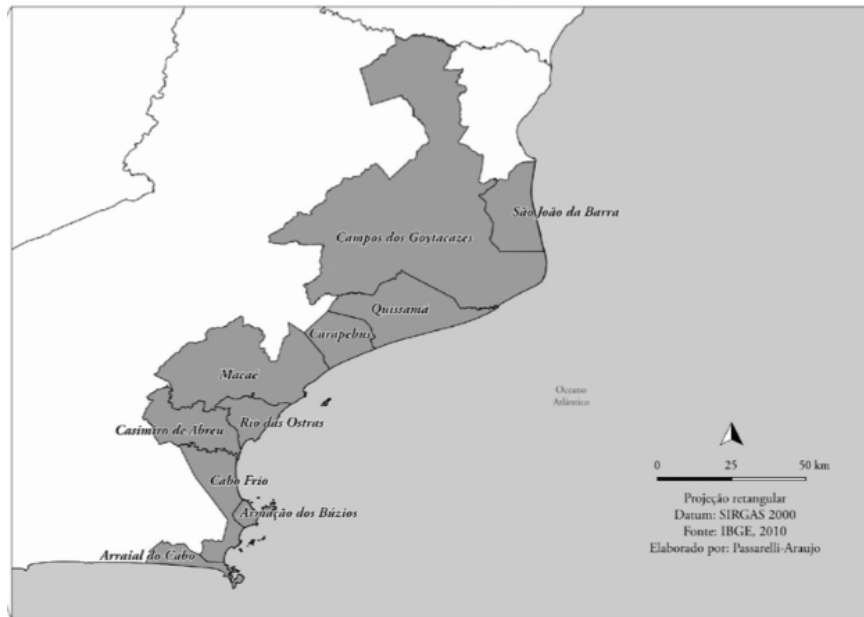 São João da Barra
Campos dos Goytacazes
Quissamã
Carapebus
Macaé
Rio das Ostras
Casimiro de Abreu
Cabo Frio
Armação dos Búzios
Arraial do Cabo
Oceano
Atlântico
0 25 50 km
Projeção retangular
Datum: SIRGAS 2000
Fonte: IBGE, 2010
Elaborado por: Passarelli-Araujo